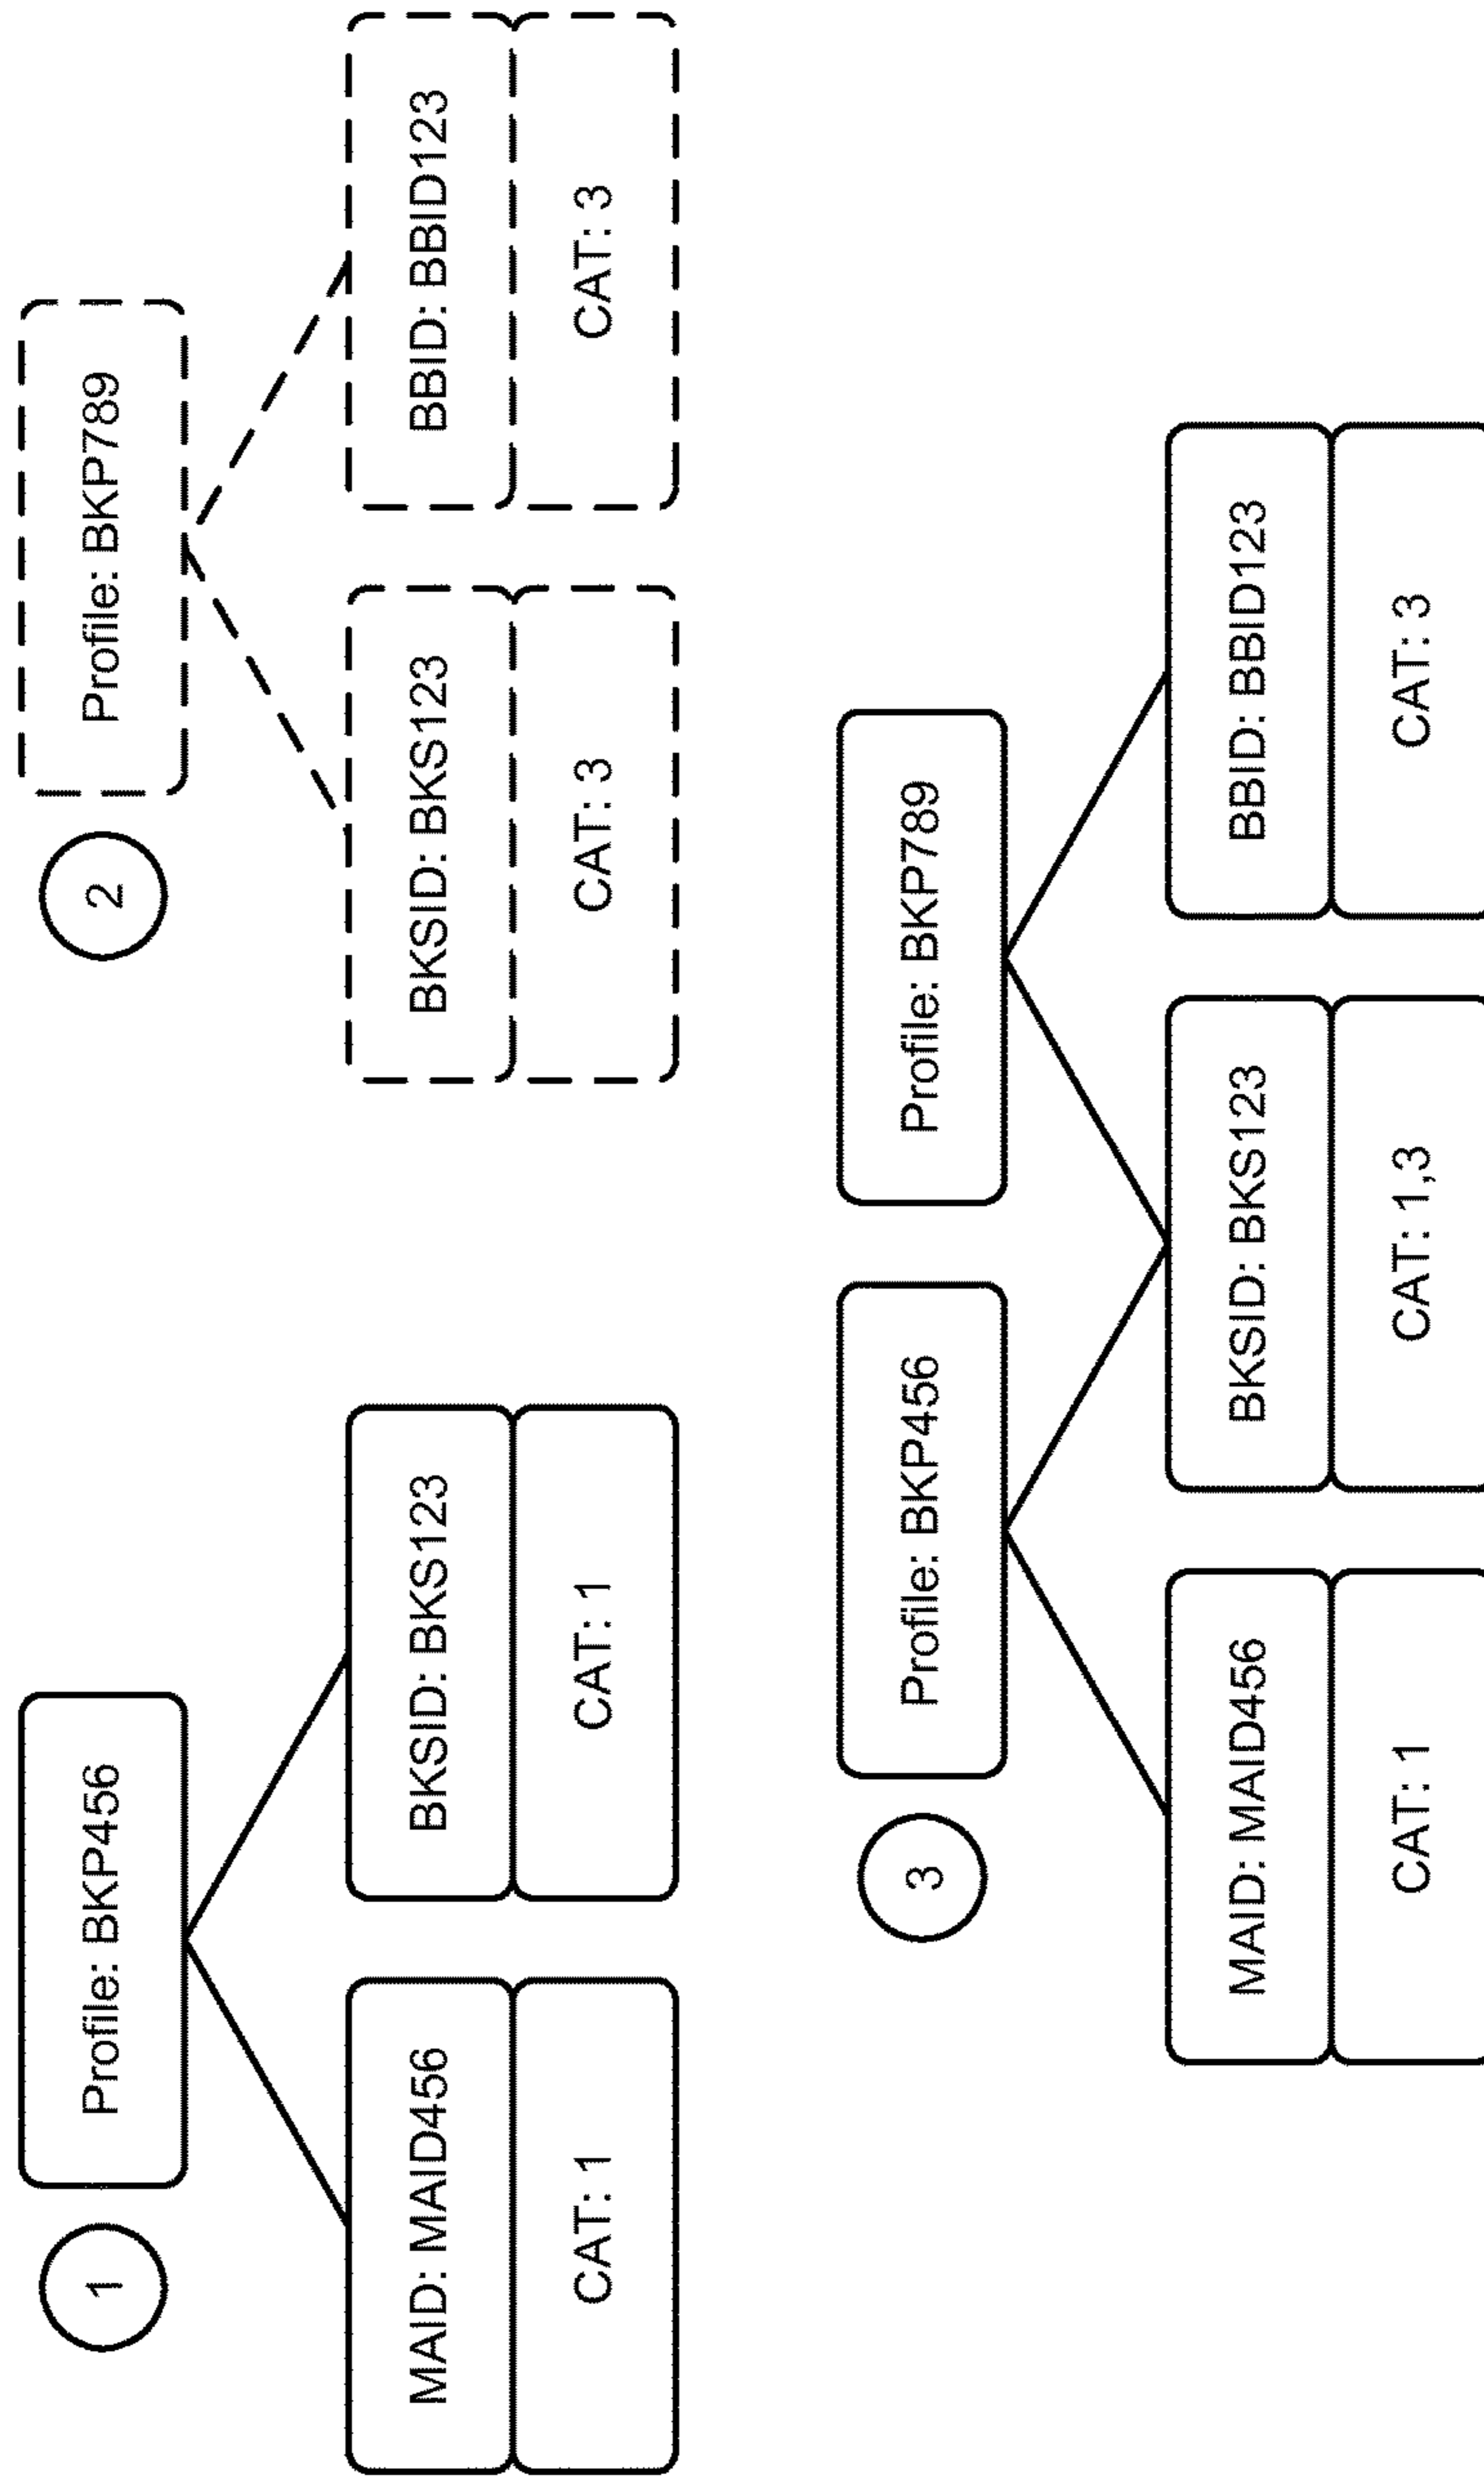 1
Profile: BKP456
MAID: MAID456
BKSID: BKS123
CAT: 1
CAT: 1
2
Profile: BKP789
BKSID: BKS123
BBID: BBID123
CAT: 3
CAT: 3
3
Profile: BKP456
Profile: BKP789
MAID: MAID456
BKSID: BKS123
BBID: BBID123
CAT: 1
CAT: 1,3
CAT: 3